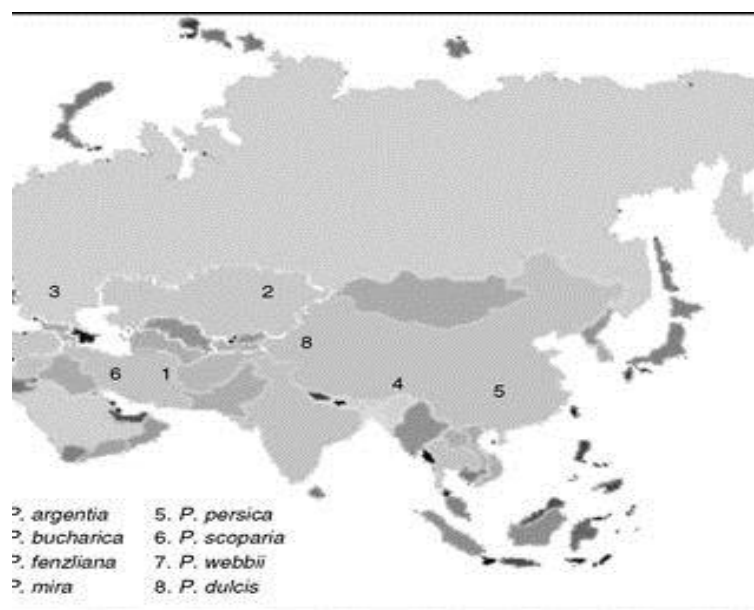 3
2
8
6 1
4
5
P. argentia 5. P. persica
P. bucharica 6. P. scoparia
P. fenzliana 7. P. webbii
P. mira 8. P. dulcis